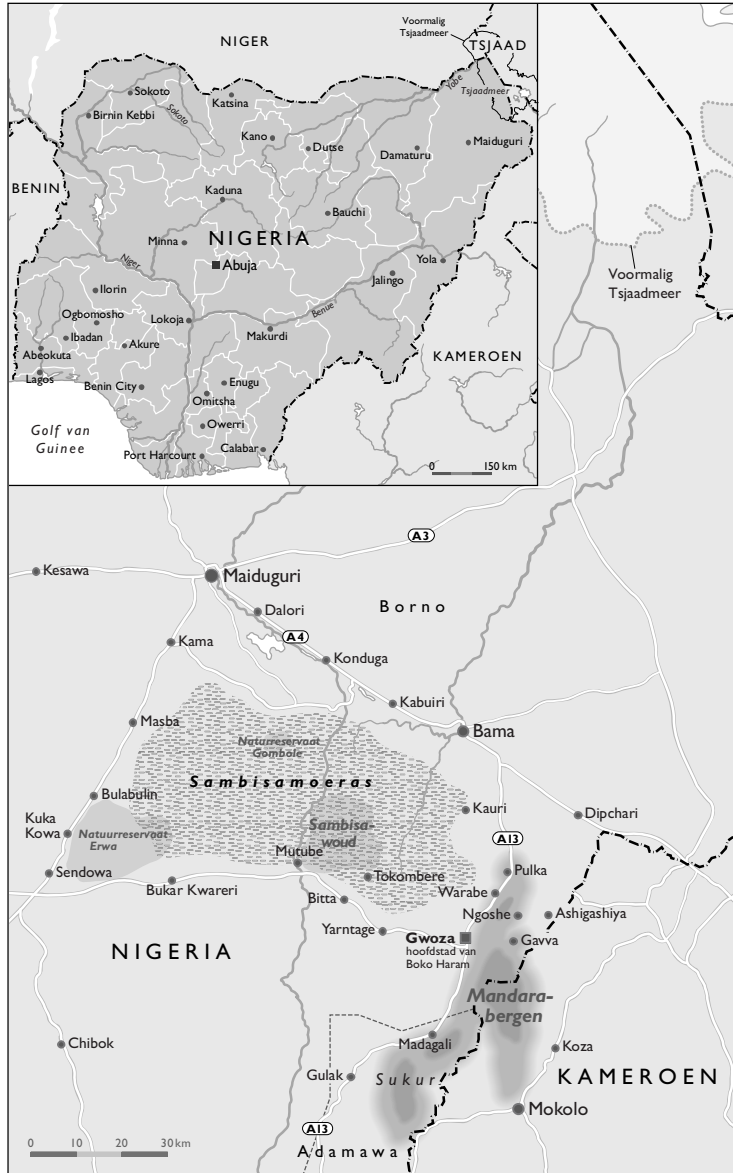 NIGER
Voormalig
Tsjaadmeer
TSJAAD
Tsjaadmeer
Yobe
Sokoto
Sokoto
Katsina
Birnin Kebbi
Kano
Dutse
Damaturu
Maiduguri
BENIN
Kaduna
Bauchi
Minna
NIGERIA
Abuja
Yola
Jalingo
Niger
Benue
Ilorin
Ogbomosho
Lokoja
Makurdi
Ibadan
Akure
Abeokuta
Lagos
Benin City
Enugu
Omitsha
Owerri
Calabar
Port Harcourt
KAMEROEN
Golf van
Guinee
0 150 km
Voormalig
Tsjaadmeer
A3
Kesawa
Maiduguri
Borno
Dalori
A4
Kama
Konduga
Kabuiri
Masba
Bama
Naturreservaat
Gombole
Sambisamoeras
Bulabulin
Kauri
Dipchari
Kuka
Kowa
Natuurreservaat
Erwa
Sambisa-
woud
A13
Mutube
Sendowa
Bukar Kwareri
Tokombere
Pulka
Warabe
Bitta
Ngoshe
Ashigashiya
Yarntage
Gwoza
hoofdstad van
Boko Haram
Gavva
NIGERIA
Mandara-
bergen
Chibok
Madagali
Koza
Gulak
Sukur
KAMEROEN
Mokolo
A13
Adamawa
0 10 20 30 km